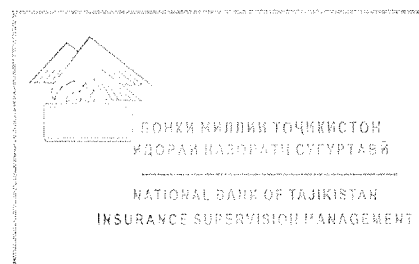 БОНКИ МИЛЛИИ ТОҶИКИСТОН
ИДОРАИ НАЗОРАТИ СУҒУРТАВӢ
NATIONAL BANK OF TAJIKISTAN
INSURANCE SUPERVISION MANAGEMENT